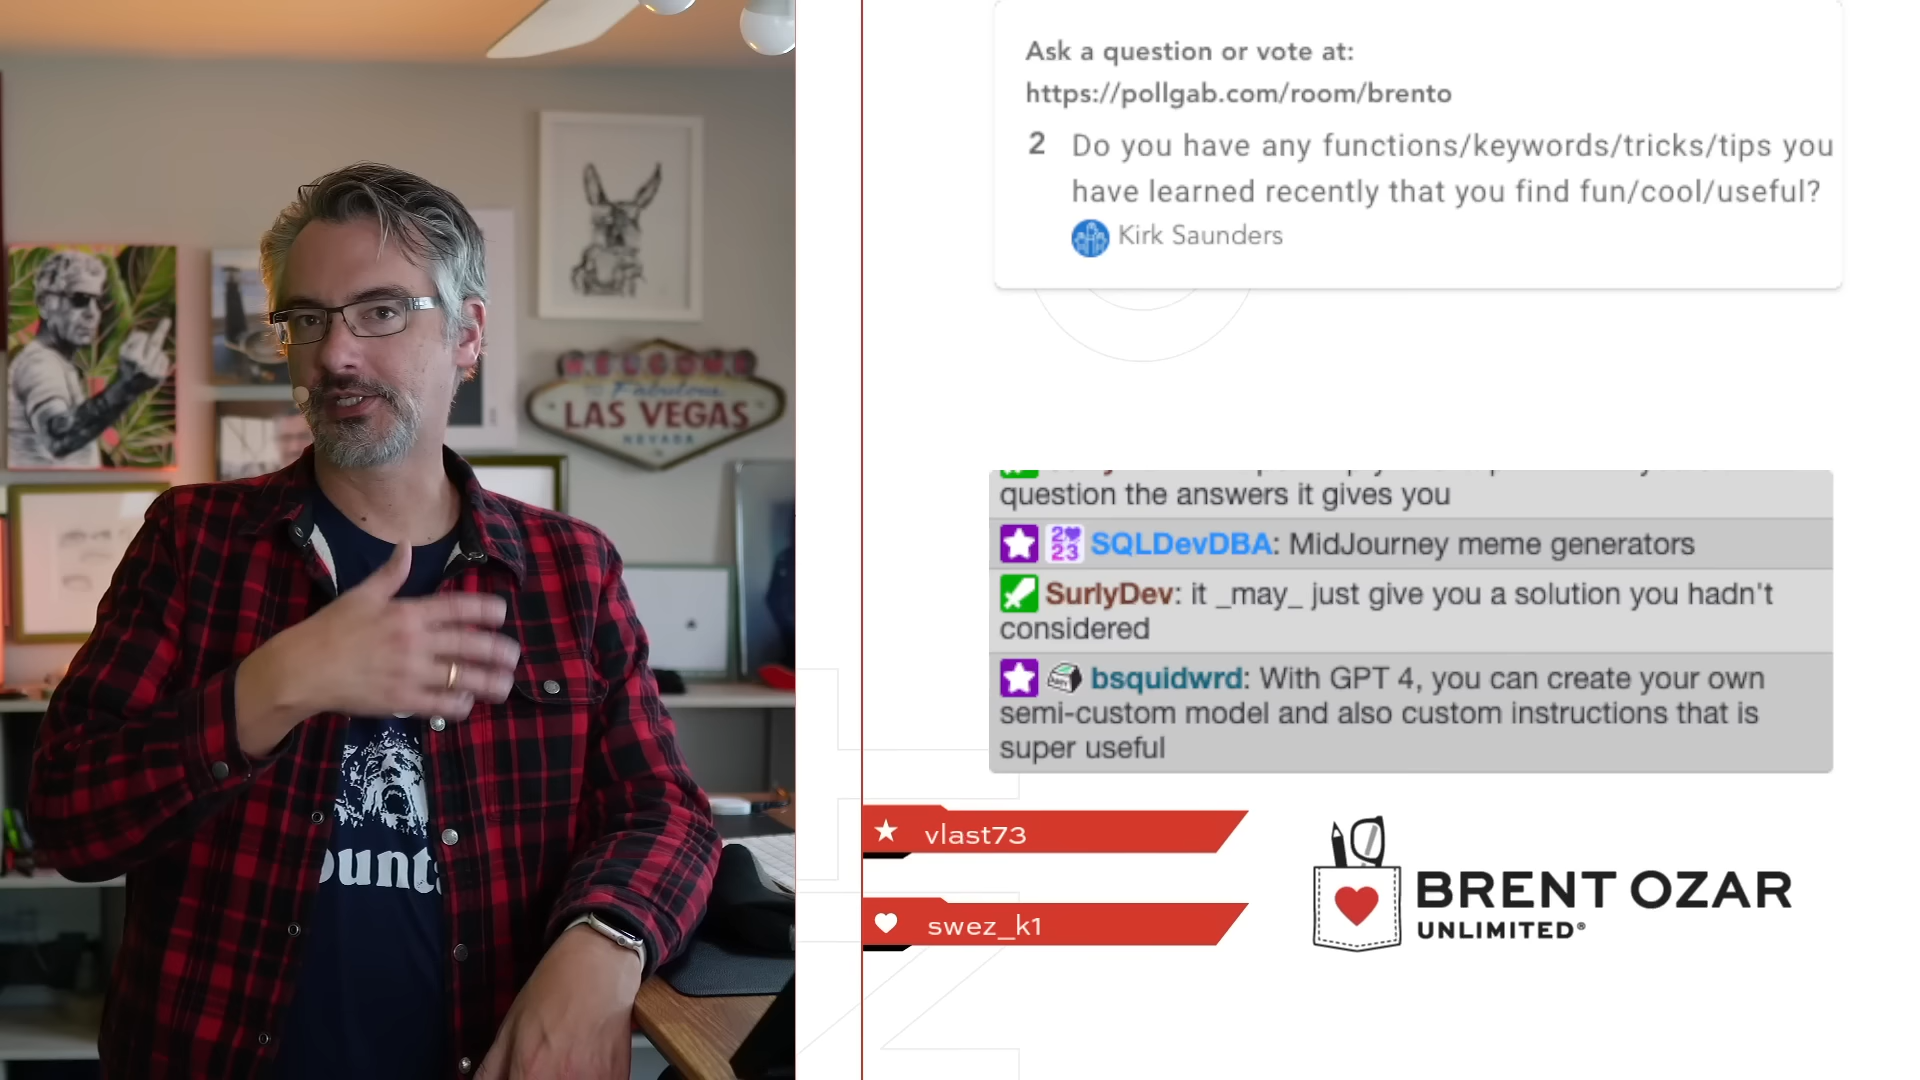 Ask a question or vote at:
https://pollgab.com/room/brento
2 Do you have any functions/keywords/tricks/tips you
have learned recently that you find fun/cool/useful?
Kirk Saunders
question the answers it gives you
SQLDevDBA: MidJourney meme generators
SurlyDev: it _may_ just give you a solution you hadn't
considered
bsquidwrd: With GPT 4, you can create your own
semi-custom model and also custom instructions that is
super useful
vlast73
swez_k1
BRENT OZAR
UNLIMITED®
WELCOME
Fabulous
LAS VEGAS
NEVADA
ount